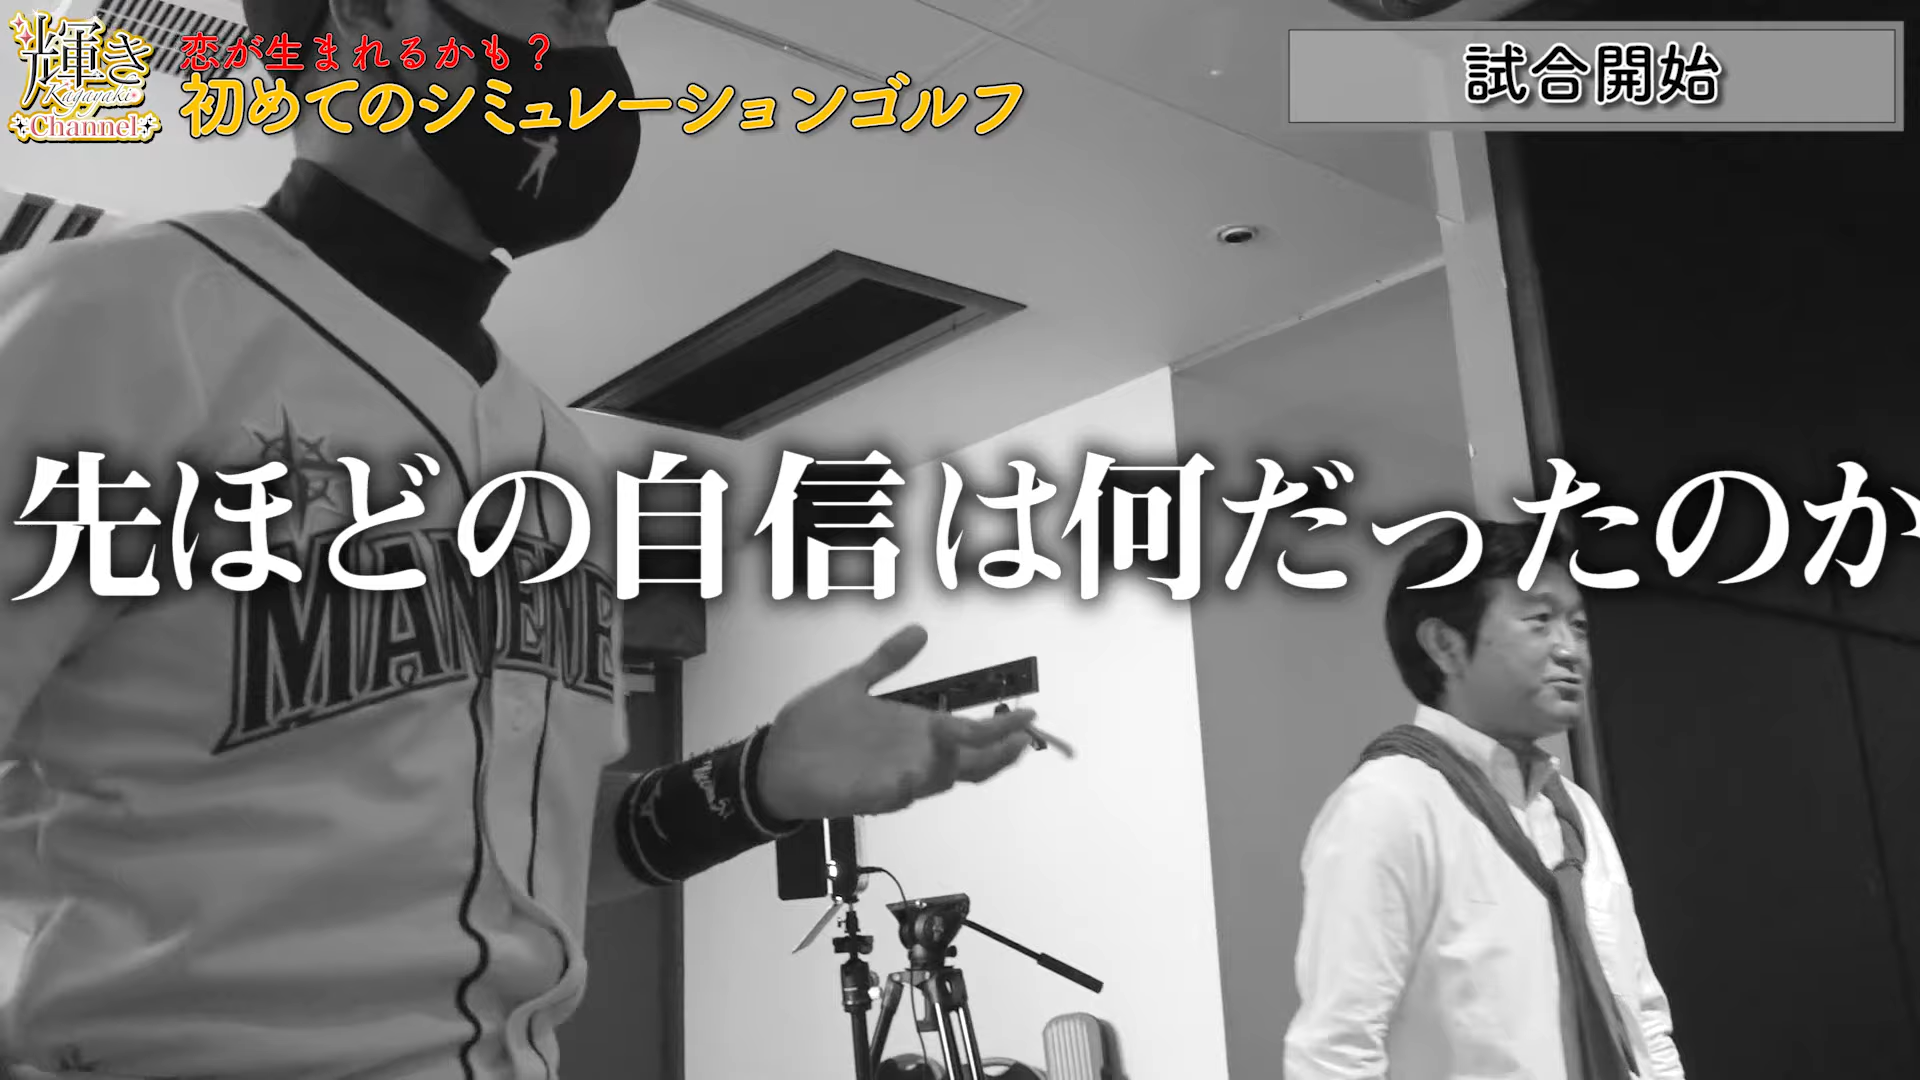 輝き
Kagayaki
Channel
恋が生まれるかも？
初めてのシミュレーションゴルフ
試合開始
先ほどの自信は何だったのか
MANENE